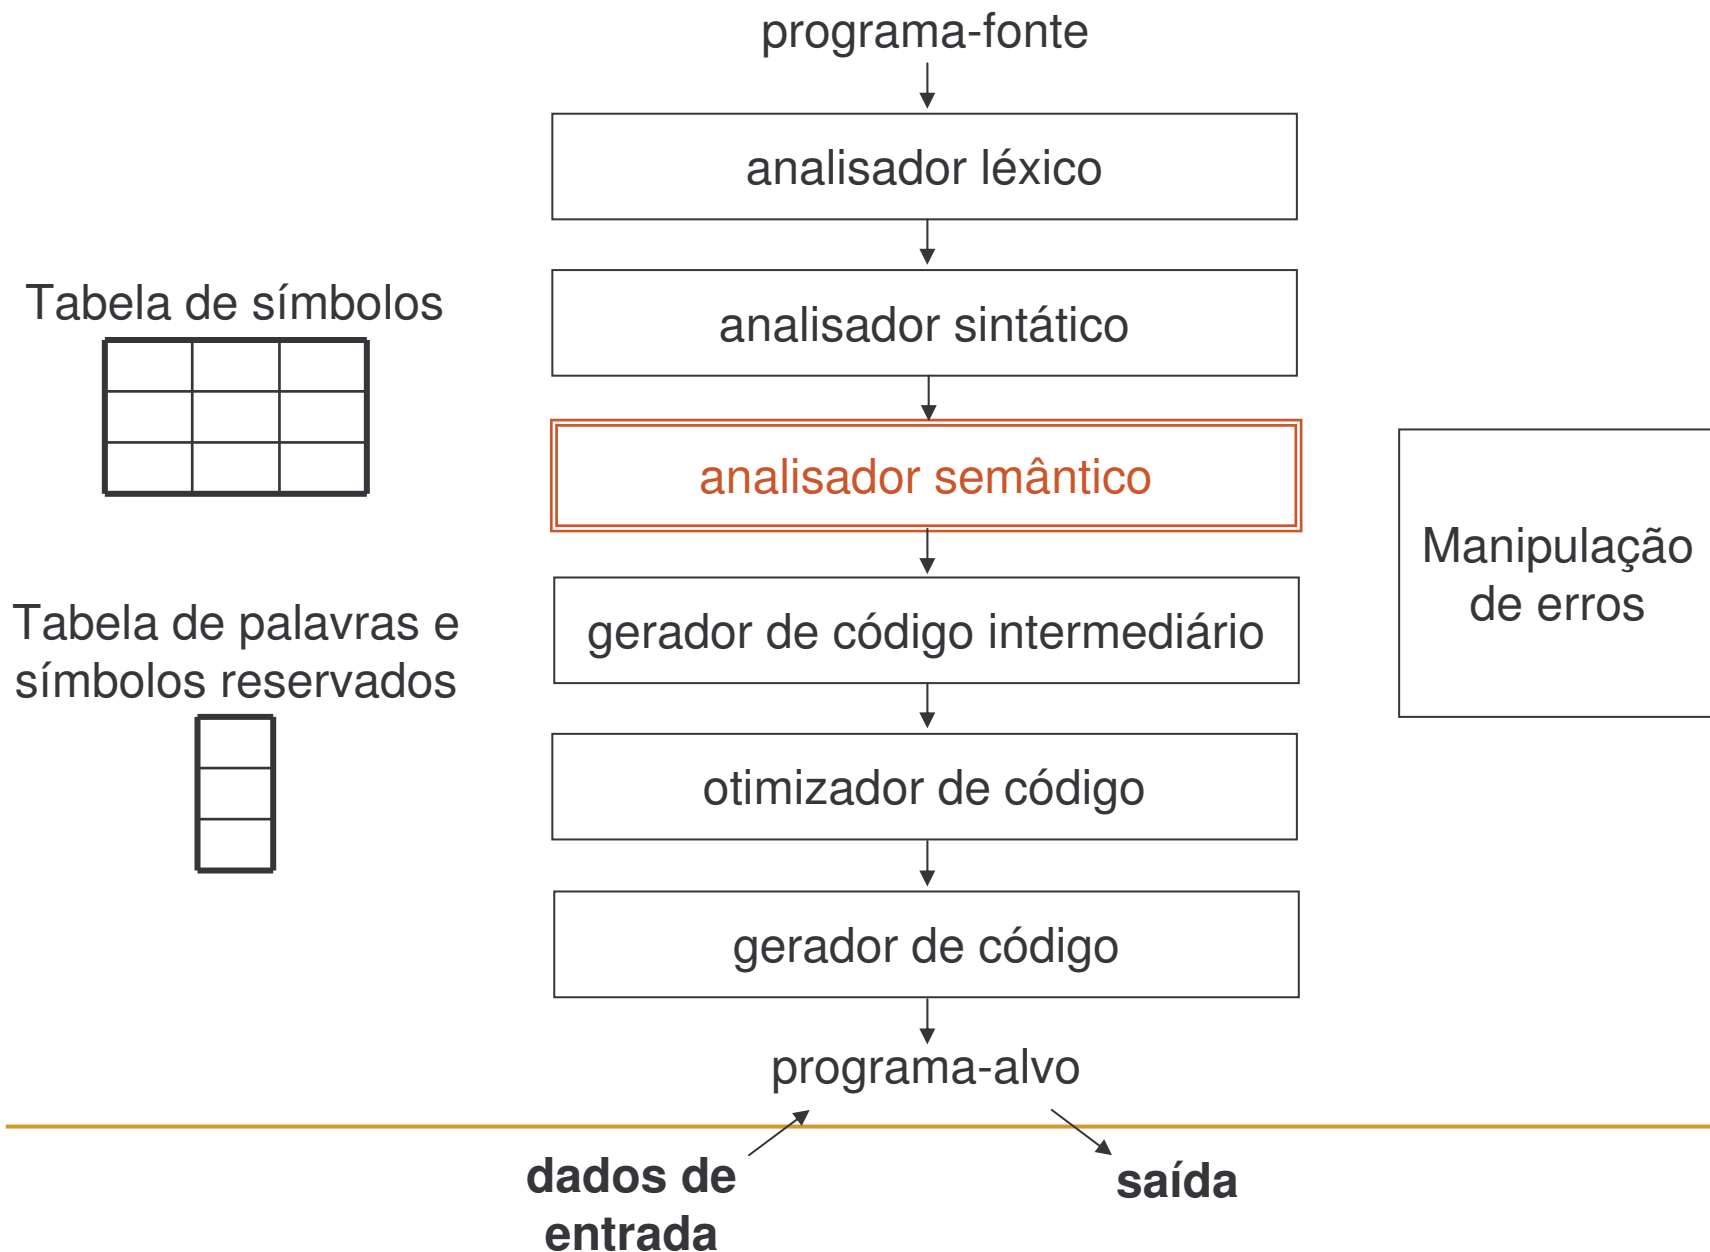 programa-fonte
analisador léxico
analisador sintático
Tabela de símbolos
analisador semântico
Manipulação
de erros
Tabela de palavras e
símbolos reservados
gerador de código intermediário
otimizador de código
gerador de código
programa-alvo
dados de
entrada
saída